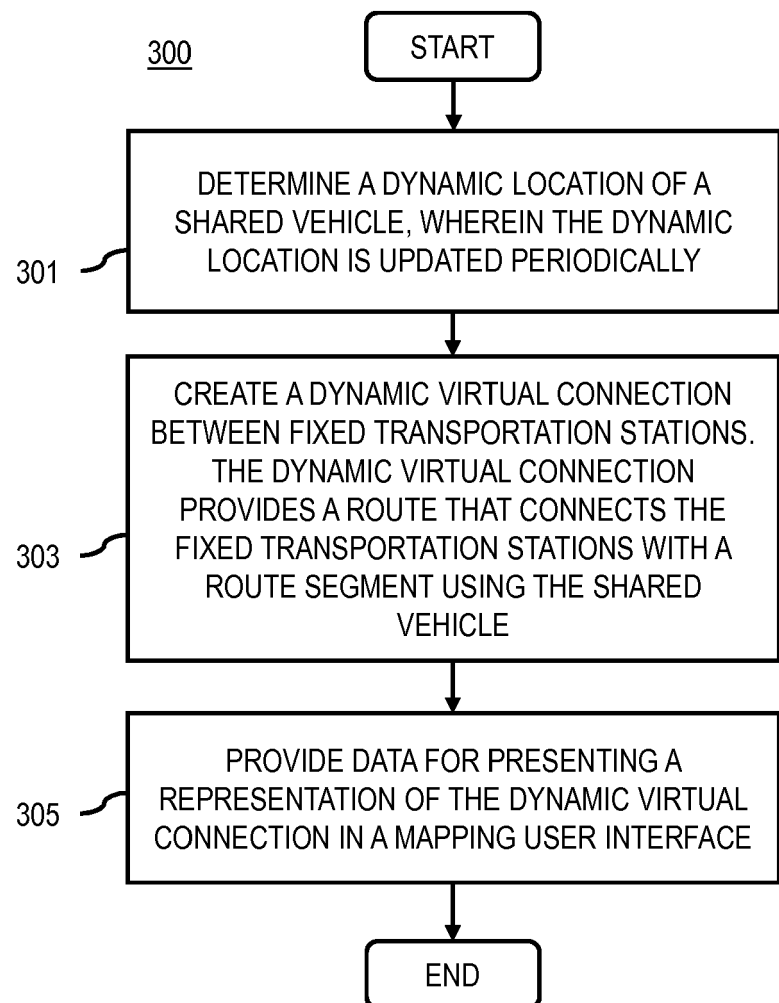 300
START
DETERMINE A DYNAMIC LOCATION OF A
SHARED VEHICLE, WHEREIN THE DYNAMIC
LOCATION IS UPDATED PERIODICALLY
301
CREATE A DYNAMIC VIRTUAL CONNECTION
BETWEEN FIXED TRANSPORTATION STATIONS.
THE DYNAMIC VIRTUAL CONNECTION
PROVIDES A ROUTE THAT CONNECTS THE
FIXED TRANSPORTATION STATIONS WITH A
ROUTE SEGMENT USING THE SHARED
VEHICLE
303
PROVIDE DATA FOR PRESENTING A
REPRESENTATION OF THE DYNAMIC VIRTUAL
CONNECTION IN A MAPPING USER INTERFACE
305
END